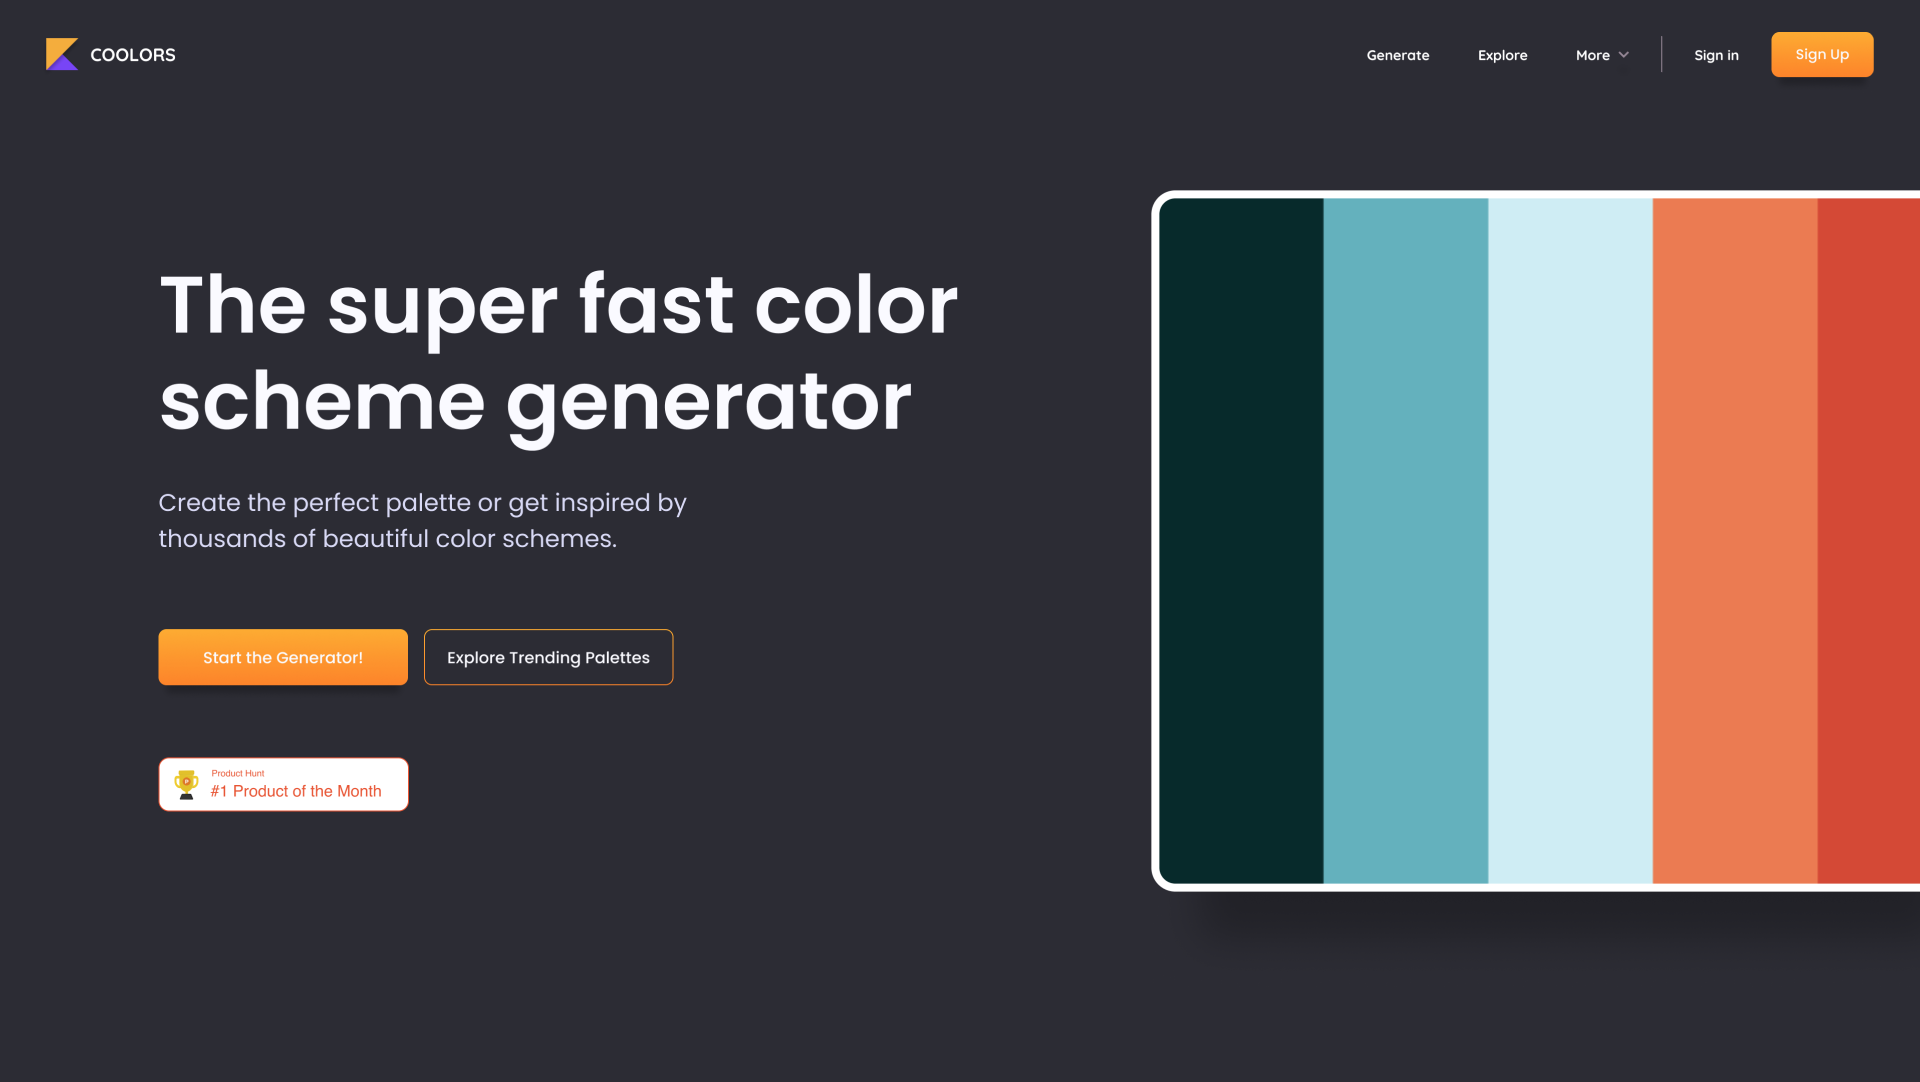 COOLORS
Generate
Explore
More
Sign in
Sign Up
The super fast color
scheme generator
Create the perfect palette or get inspired by
thousands of beautiful color schemes.
Start the Generator!
Explore Trending Palettes
Product Hunt
#1 Product of the Month